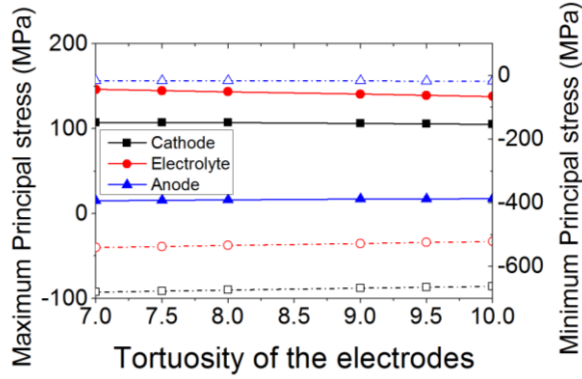 Maximum Principal stress (MPa)
200
100
0
-100
Cathode
Electrolyte
Anode
0
-200
-400
-600
Minimum Principal stress (MPa)
7.0 7.5 8.0 8.5 9.0 9.5 10.0
Tortuosity of the electrodes